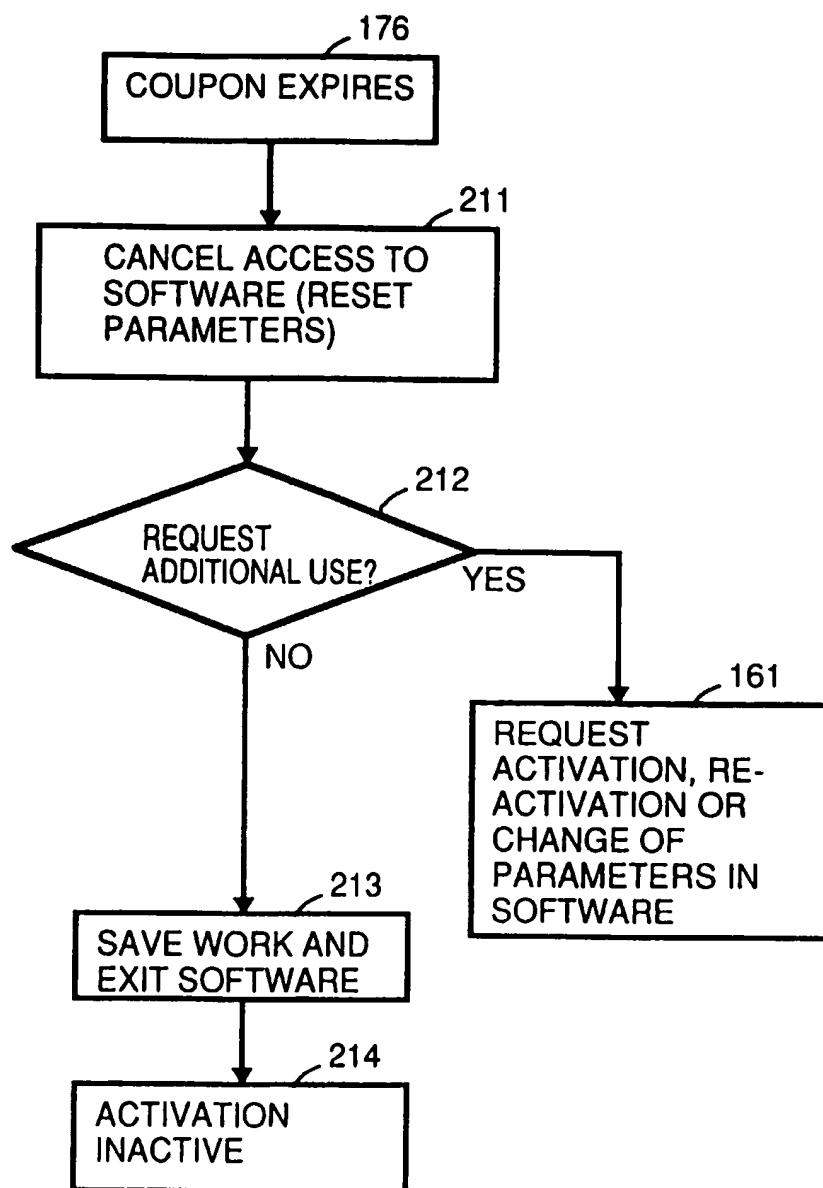 176
COUPON EXPIRES
211
CANCEL ACCESS TO
SOFTWARE (RESET
PARAMETERS)
212
REQUEST
ADDITIONAL USE?
YES
NO
161
REQUEST
ACTIVATION, RE-
ACTIVATION OR
CHANGE OF
PARAMETERS IN
SOFTWARE
213
SAVE WORK AND
EXIT SOFTWARE
214
ACTIVATION
INACTIVE